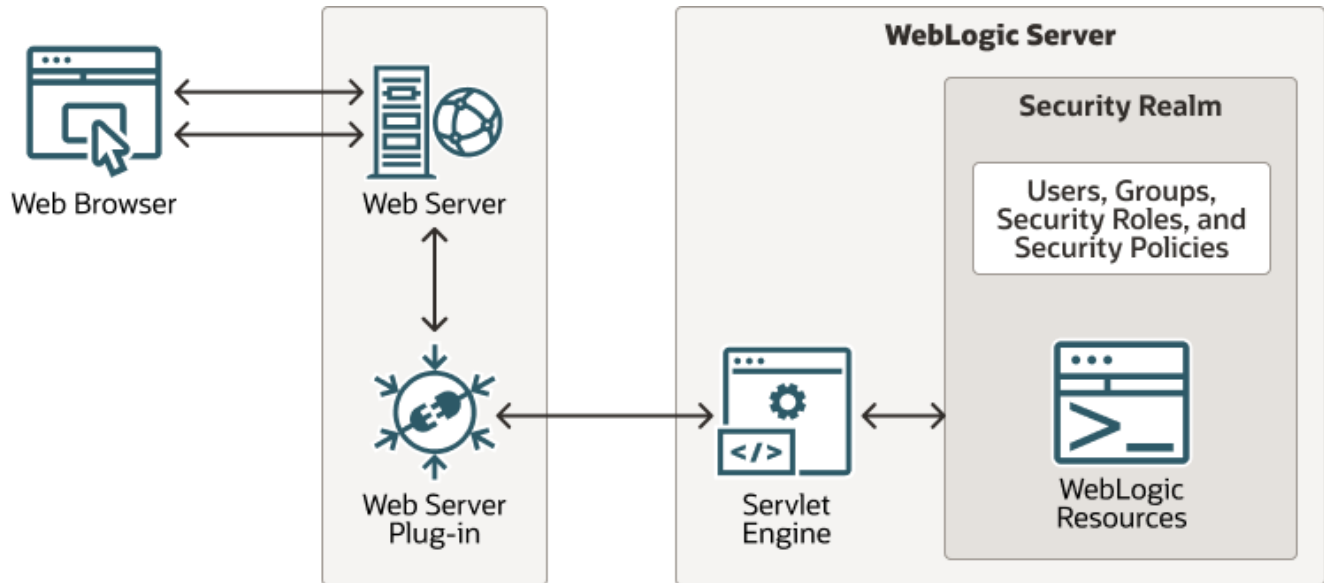 WebLogic Server
Security Realm
Users, Groups,
Security Roles, and
Security Policies
Web Browser
Web Server
Web Server
Plug-in
</>
Servlet
Engine
>_
WebLogic
Resources